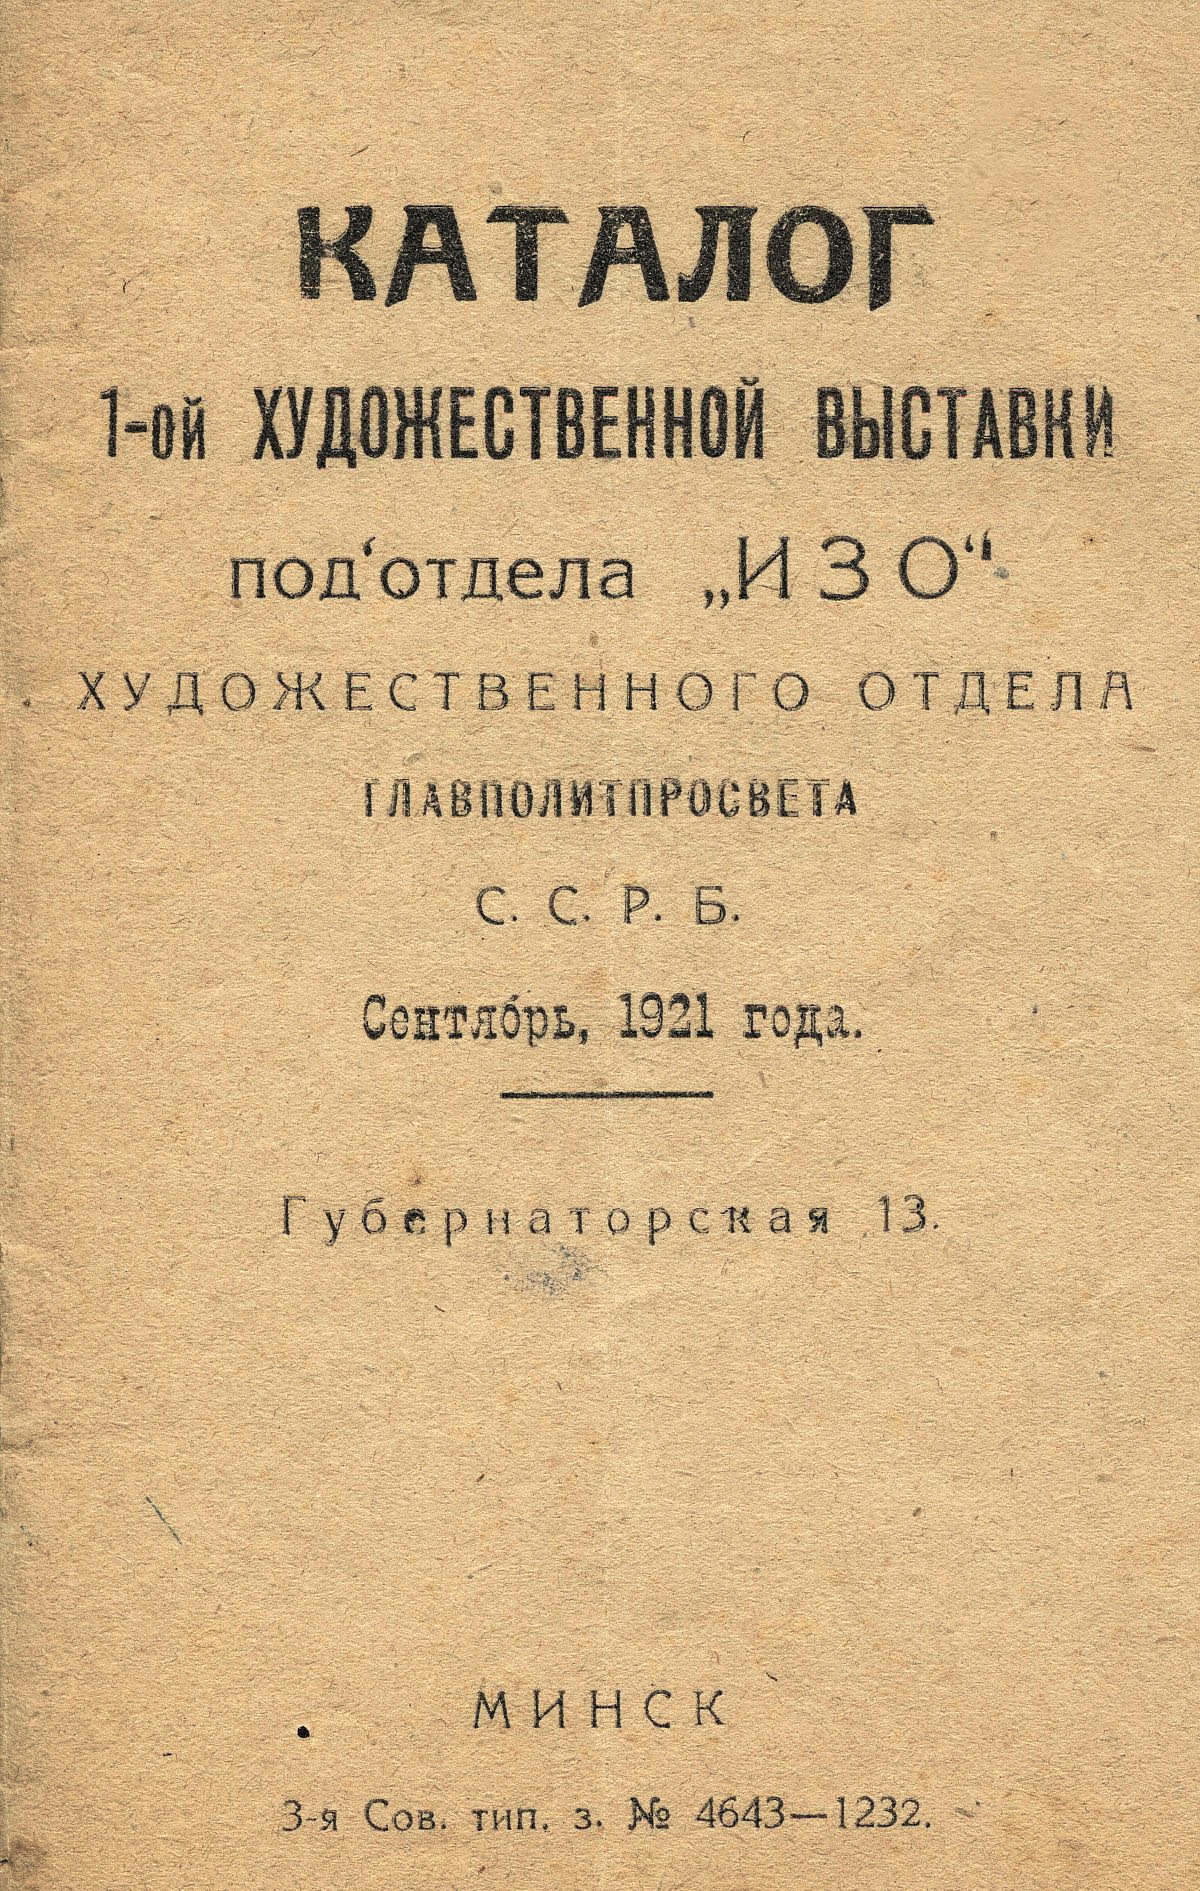 КАТАЛОГ
1-ой ХУДОЖЕСТВЕННОЙ ВЫСТАВКИ
под‘отдела „ИЗО“
ХУДОЖЕСТВЕННОГО ОТДЕЛА
ГЛАВПОЛИТПРОСВЕТА
С. С. Р. Б.
Сентябрь, 1921 года.
Губернаторская 13.
МИНСК
3-я Сов. тип. з. № 4643—1232.